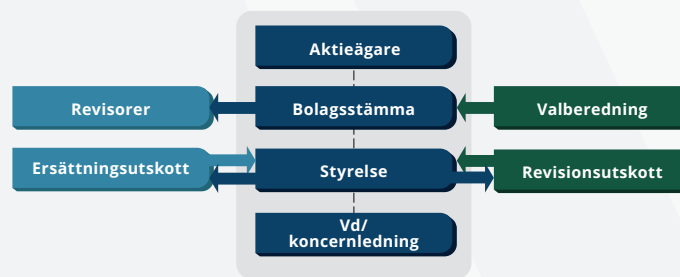 Aktieägare
Revisorer
Bolagsstämma
Valberedning
Ersättningsutskott
Styrelse
Revisionsutskott
Vd/
koncernledning